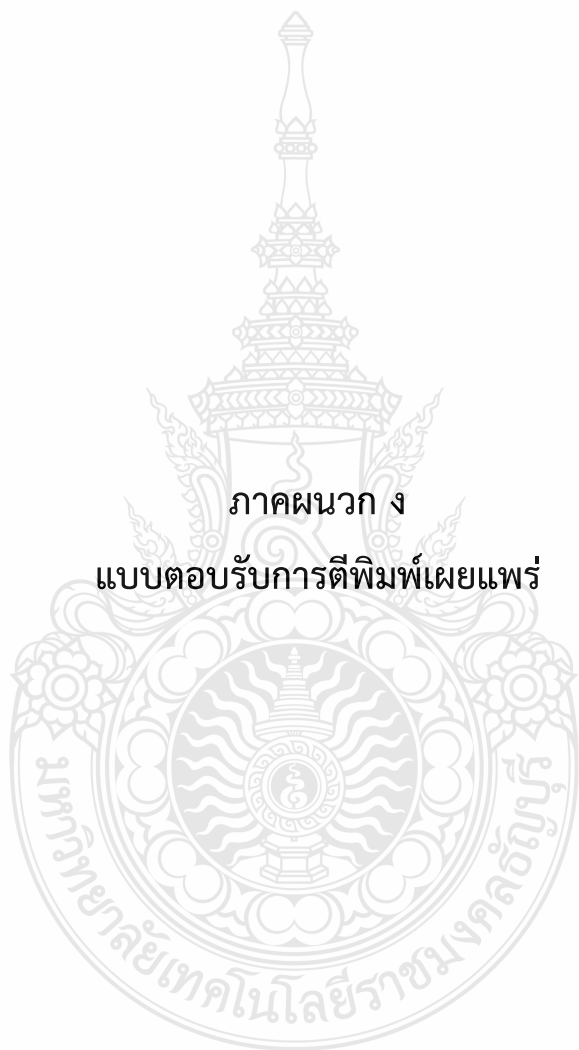 ภาคผนวก ง
แบบตอบรับการตีพิมพ์เผยแพร่
มหาวิทยาลัยเทคโนโลยีราชมงคลธัญบุรี